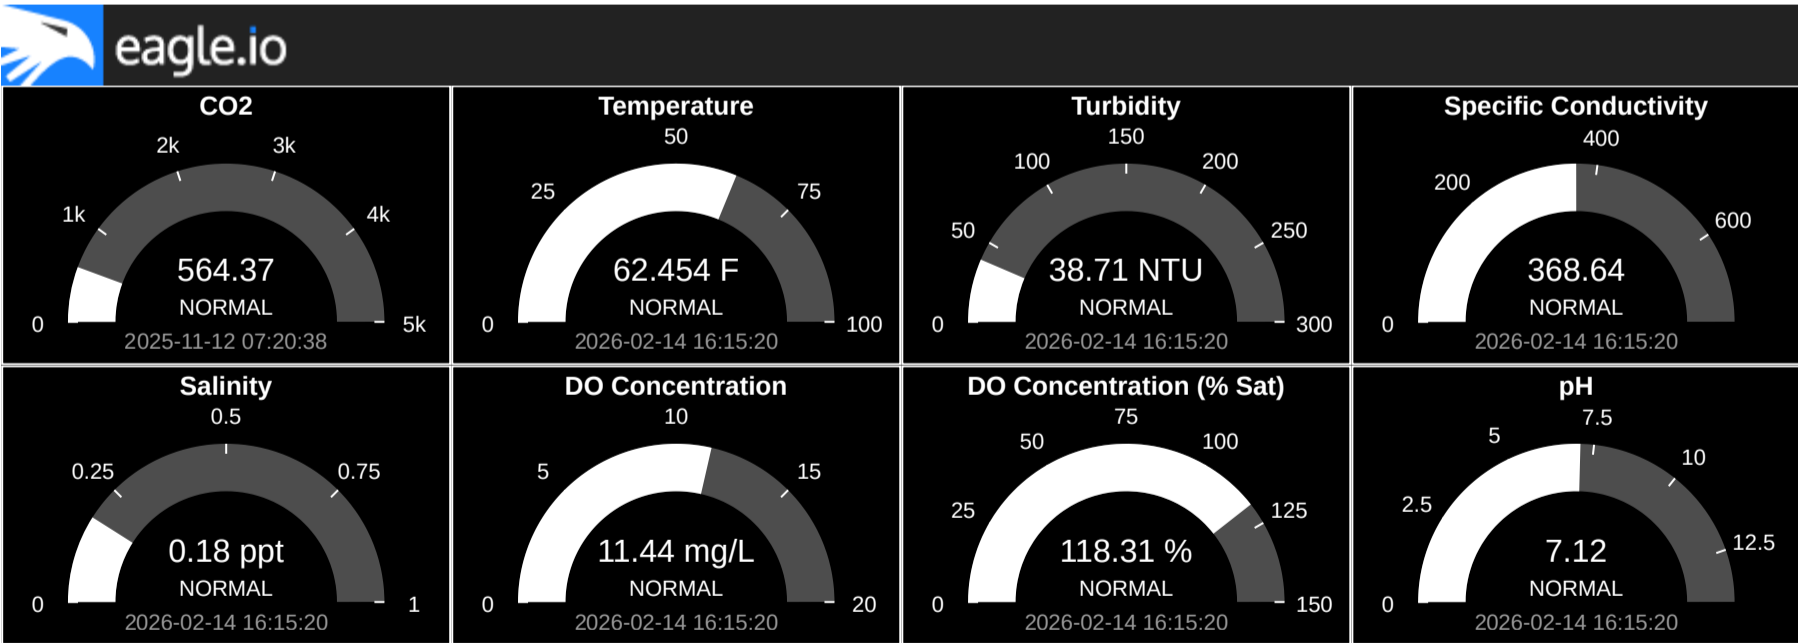 eagle.io
CO2
2k 3k
1k 4k
564.37
NORMAL
0 5k
2025-11-12 07:20:38
Temperature
50
25 75
62.454 F
NORMAL
0 100
2026-02-14 16:15:20
Turbidity
150
100 200
50 250
38.71 NTU
NORMAL
0 300
2026-02-14 16:15:20
Specific Conductivity
400
200
600
368.64
NORMAL
0
2026-02-14 16:15:20
Salinity
0.5
0.25 0.75
0.18 ppt
NORMAL
0 1
2026-02-14 16:15:20
DO Concentration
10
5 15
11.44 mg/L
NORMAL
0 20
2026-02-14 16:15:20
DO Concentration (% Sat)
75
50 100
25 125
118.31 %
NORMAL
0 150
2026-02-14 16:15:20
pH
7.5
5
10
2.5
12.5
7.12
NORMAL
0
2026-02-14 16:15:20